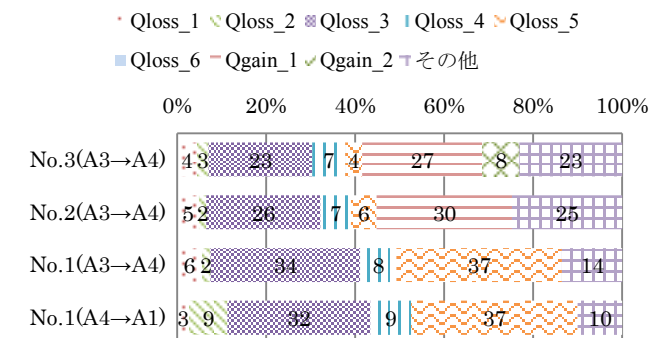 Qloss_1 Qloss_2 Qloss_3 Qloss_4 Qloss_5
Qloss_6 Qgain_1 Qgain_2 その他
0% 20% 40% 60% 80% 100%
No.3(A3→A4) 4 3 23 7 4 27 8 23
No.2(A3→A4) 5 2 26 7 6 30 25
No.1(A3→A4) 6 2 34 8 37 14
No.1(A4→A1) 3 9 32 9 37 10